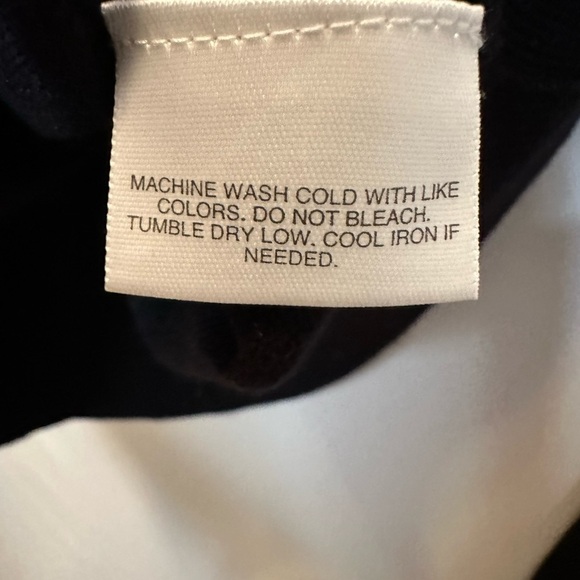 MACHINE WASH COLD WITH LIKE
COLORS. DO NOT BLEACH.
TUMBLE DRY LOW. COOL IRON IF
NEEDED.